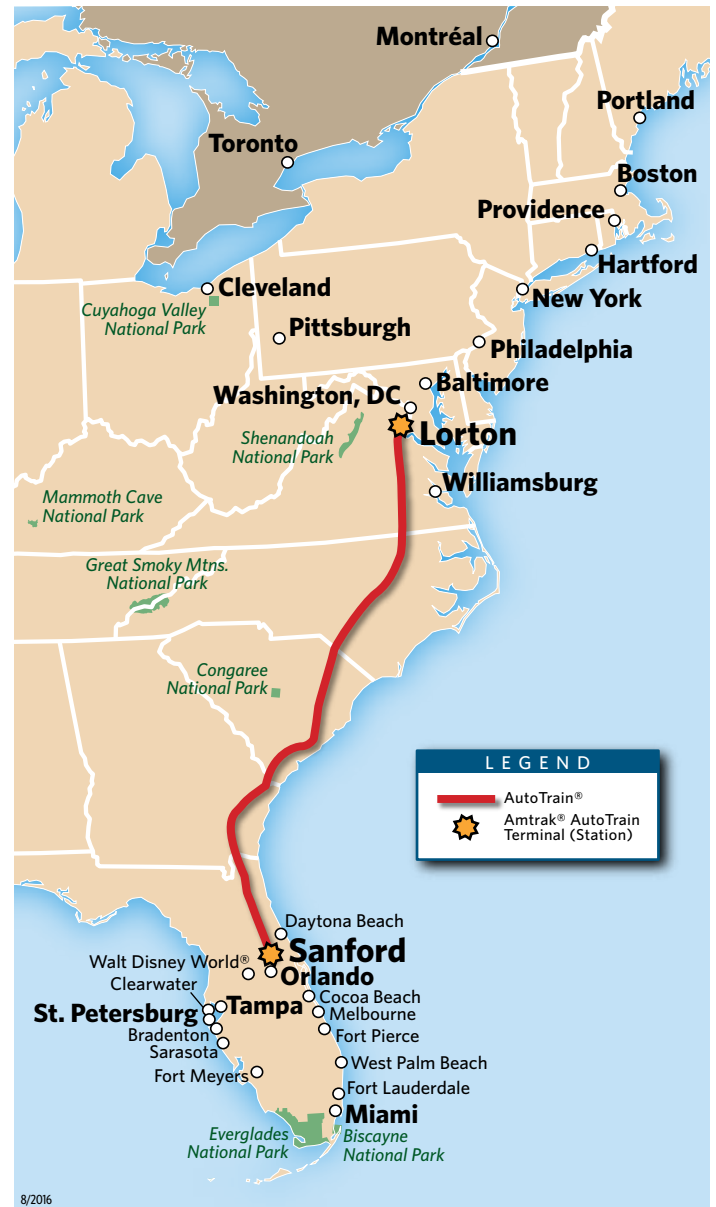 Montréal
Portland
Toronto
Boston
Providence
Hartford
Cleveland
New York
Cuyahoga Valley
National Park
Pittsburgh
Philadelphia
Baltimore
Washington, DC
Lorton
Shenandoah
National Park
Williamsburg
Mammoth Cave
National Park
Great Smoky Mtns.
National Park
Congaree
National Park
LEGEND
AutoTrain®
Amtrak® AutoTrain
Terminal (Station)
Daytona Beach
Sanford
Walt Disney World®
Orlando
Clearwater
Tampa
Cocoa Beach
St. Petersburg
Melbourne
Bradenton
Fort Pierce
Sarasota
West Palm Beach
Fort Meyers
Fort Lauderdale
Miami
Everglades
National Park
Biscayne
National Park
8/2016